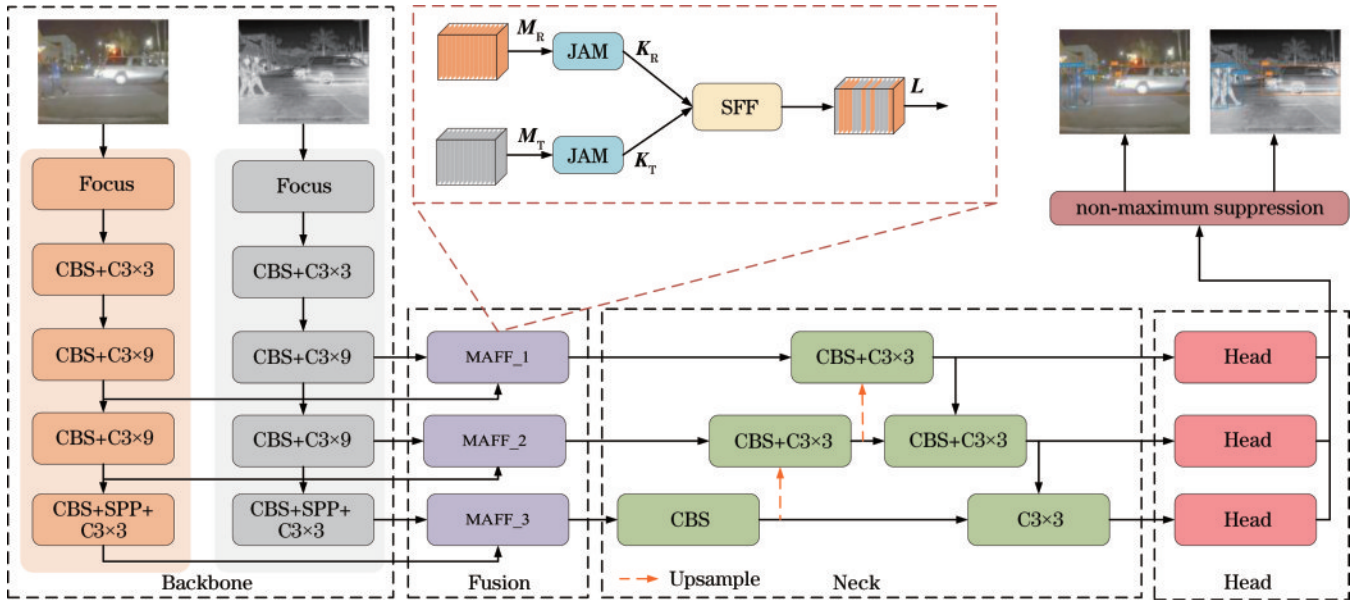 M_R
JAM
K_R
SFF
L
M_T
JAM
K_T
Focus
Focus
non-maximum suppression
CBS+C3×3
CBS+C3×3
CBS+C3×9
CBS+C3×9
MAFF_1
CBS+C3×3
Head
CBS+C3×9
CBS+C3×9
MAFF_2
CBS+C3×3
CBS+C3×3
Head
CBS+SPP+
C3×3
CBS+SPP+
C3×3
MAFF_3
CBS
C3×3
Head
Backbone
Fusion
Upsample
Neck
Head